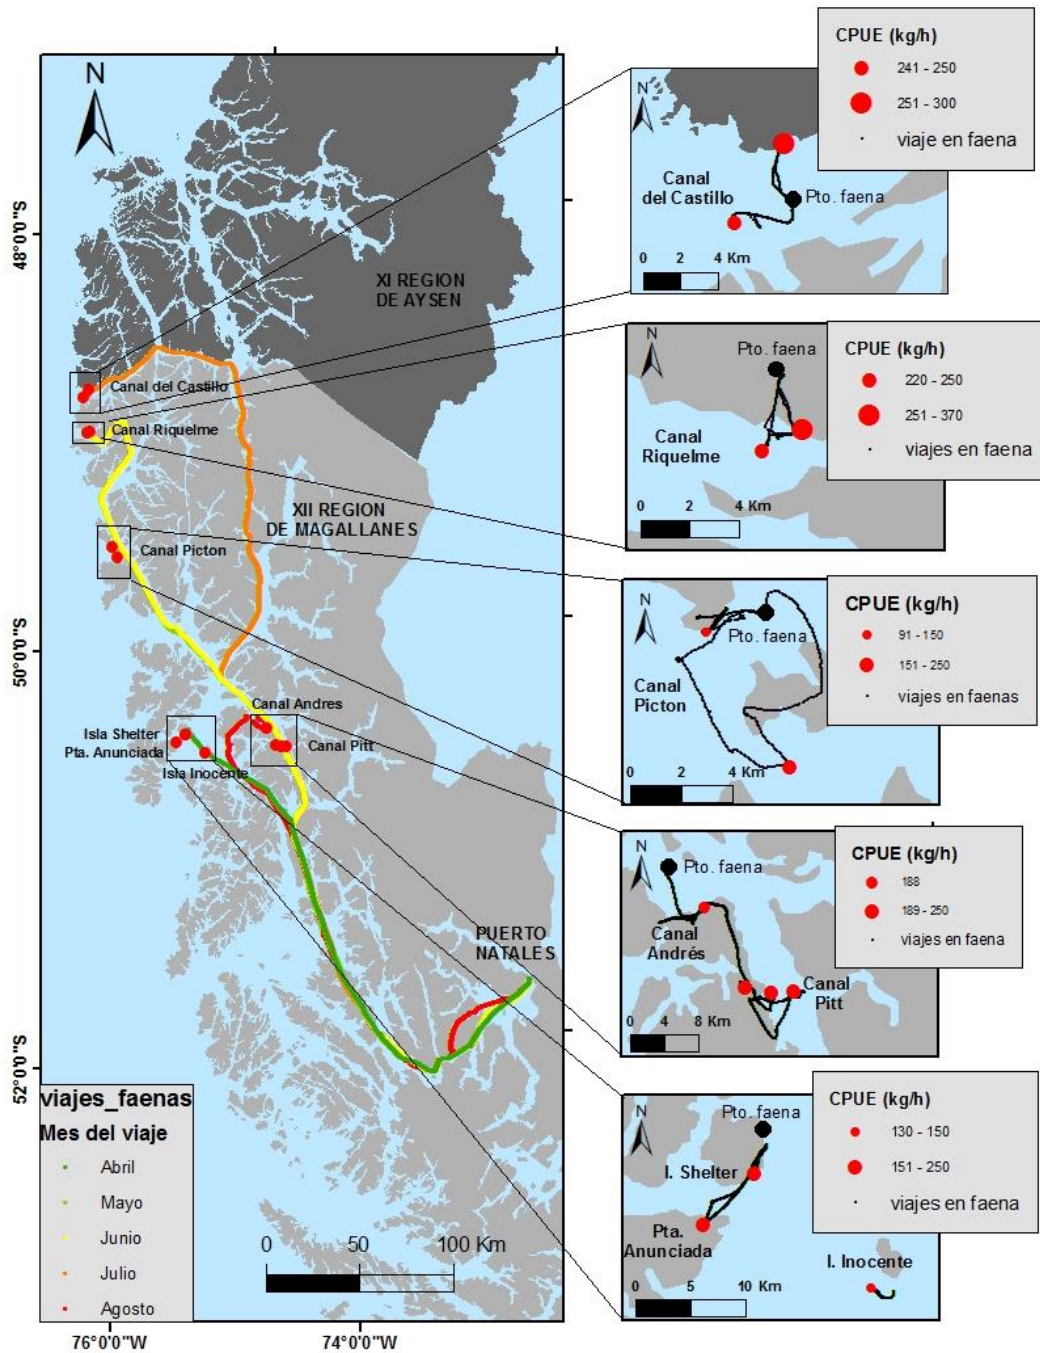 N
48°0'0"S
50°0'0"S
52°0'0"S
76°0'0"W
74°0'0"W
XI REGION
DE AYSEN
Canal del Castillo
Canal Riquelme
XII REGION
DE MAGALLANES
Canal Picton
Canal Andres
Isla Shelter
Pta. Anunciada
Canal Pitt
Isla Inocente
PUERTO
NATALES
viajes_faenas
Mes del viaje
Abril
Mayo
Junio
Julio
Agosto
0 50 100 Km
CPUE (kg/h)
241 - 250
251 - 300
viaje en faena
N
Canal
del Castillo
Pto. faena
0 2 4 Km
CPUE (kg/h)
220 - 250
251 - 370
viajes en faena
N
Pto. faena
Canal
Riquelme
0 2 4 Km
CPUE (kg/h)
91 - 150
151 - 250
viajes en faenas
N
Pto. faena
Canal
Picton
0 2 4 Km
CPUE (kg/h)
188
189 - 250
viajes en faena
N
Pto. faena
Canal
Andrés
Canal
Pitt
0 4 8 Km
CPUE (kg/h)
130 - 150
151 - 250
viajes en faena
N
Pto. faena
I. Shelter
Pta.
Anunciada
I. Inocente
0 5 10 Km